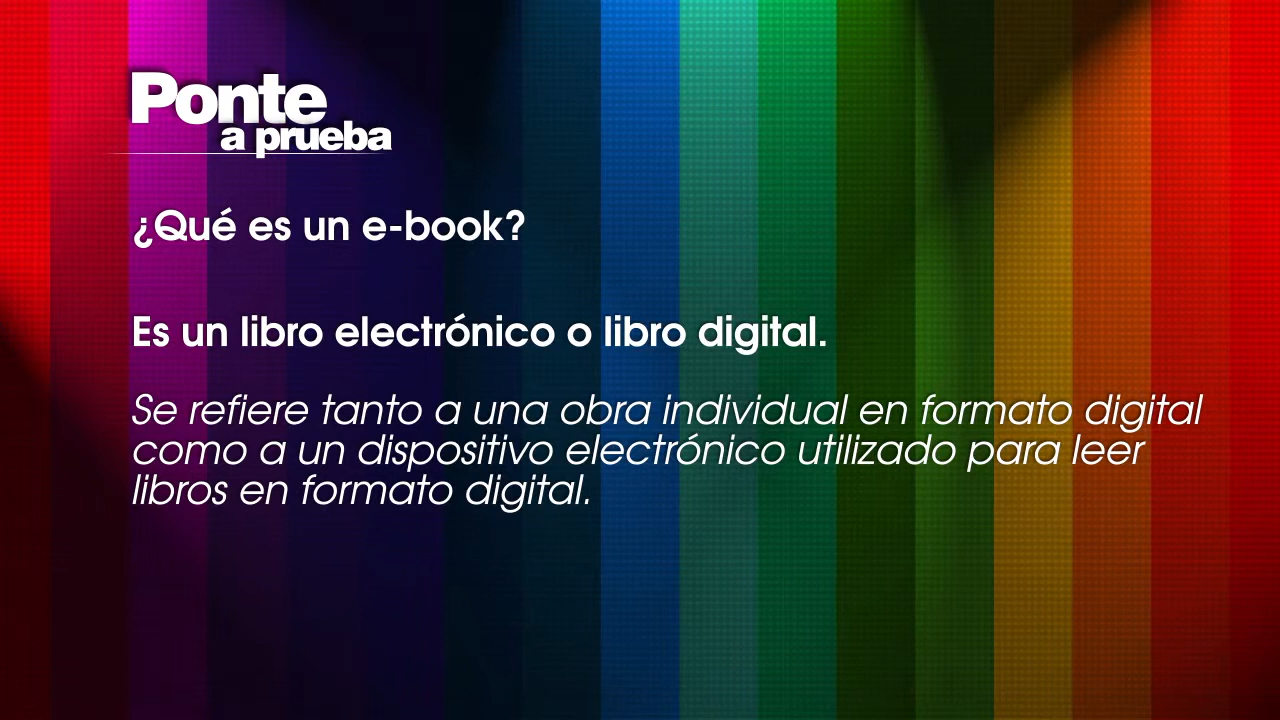 Ponte
a prueba
¿Qué es un e-book?
Es un libro electrónico o libro digital.
Se refiere tanto a una obra individual en formato digital
como a un dispositivo electrónico utilizado para leer
libros en formato digital.